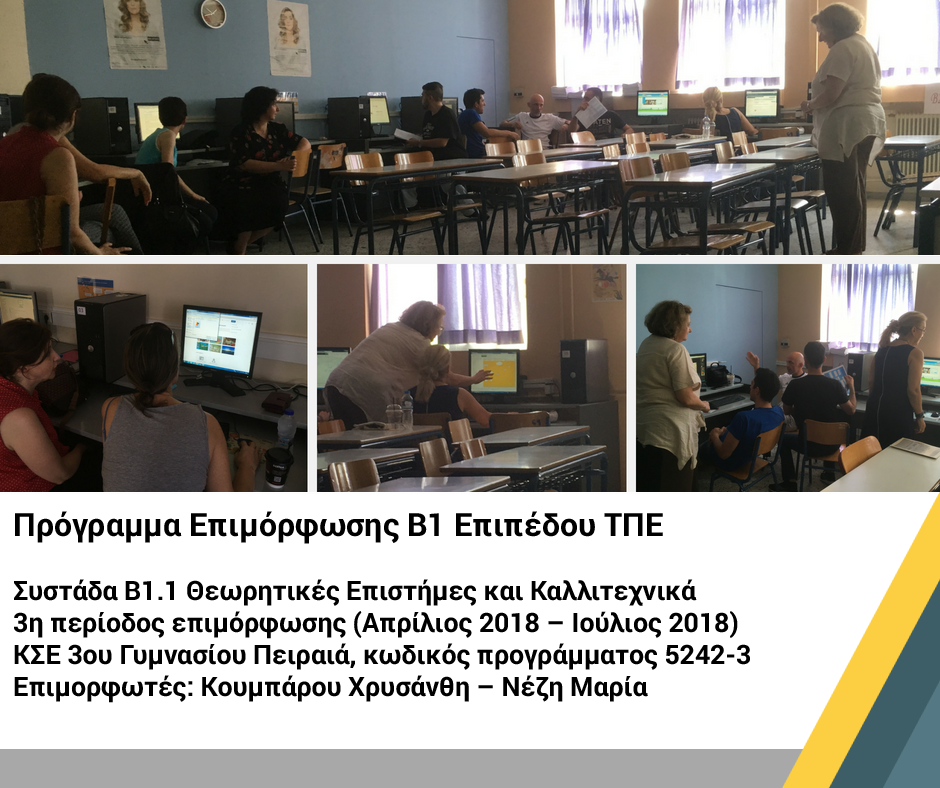 Πρόγραμμα Επιμόρφωσης Β1 Επιπέδου ΤΠΕ
Συστάδα Β1.1 Θεωρητικές Επιστήμες και Καλλιτεχνικά
3η περίοδος επιμόρφωσης (Απρίλιος 2018 – Ιούλιος 2018)
ΚΣΕ 3ου Γυμνασίου Πειραιά, κωδικός προγράμματος 5242-3
Επιμορφωτές: Κουμπάρου Χρυσάνθη – Νέζη Μαρία